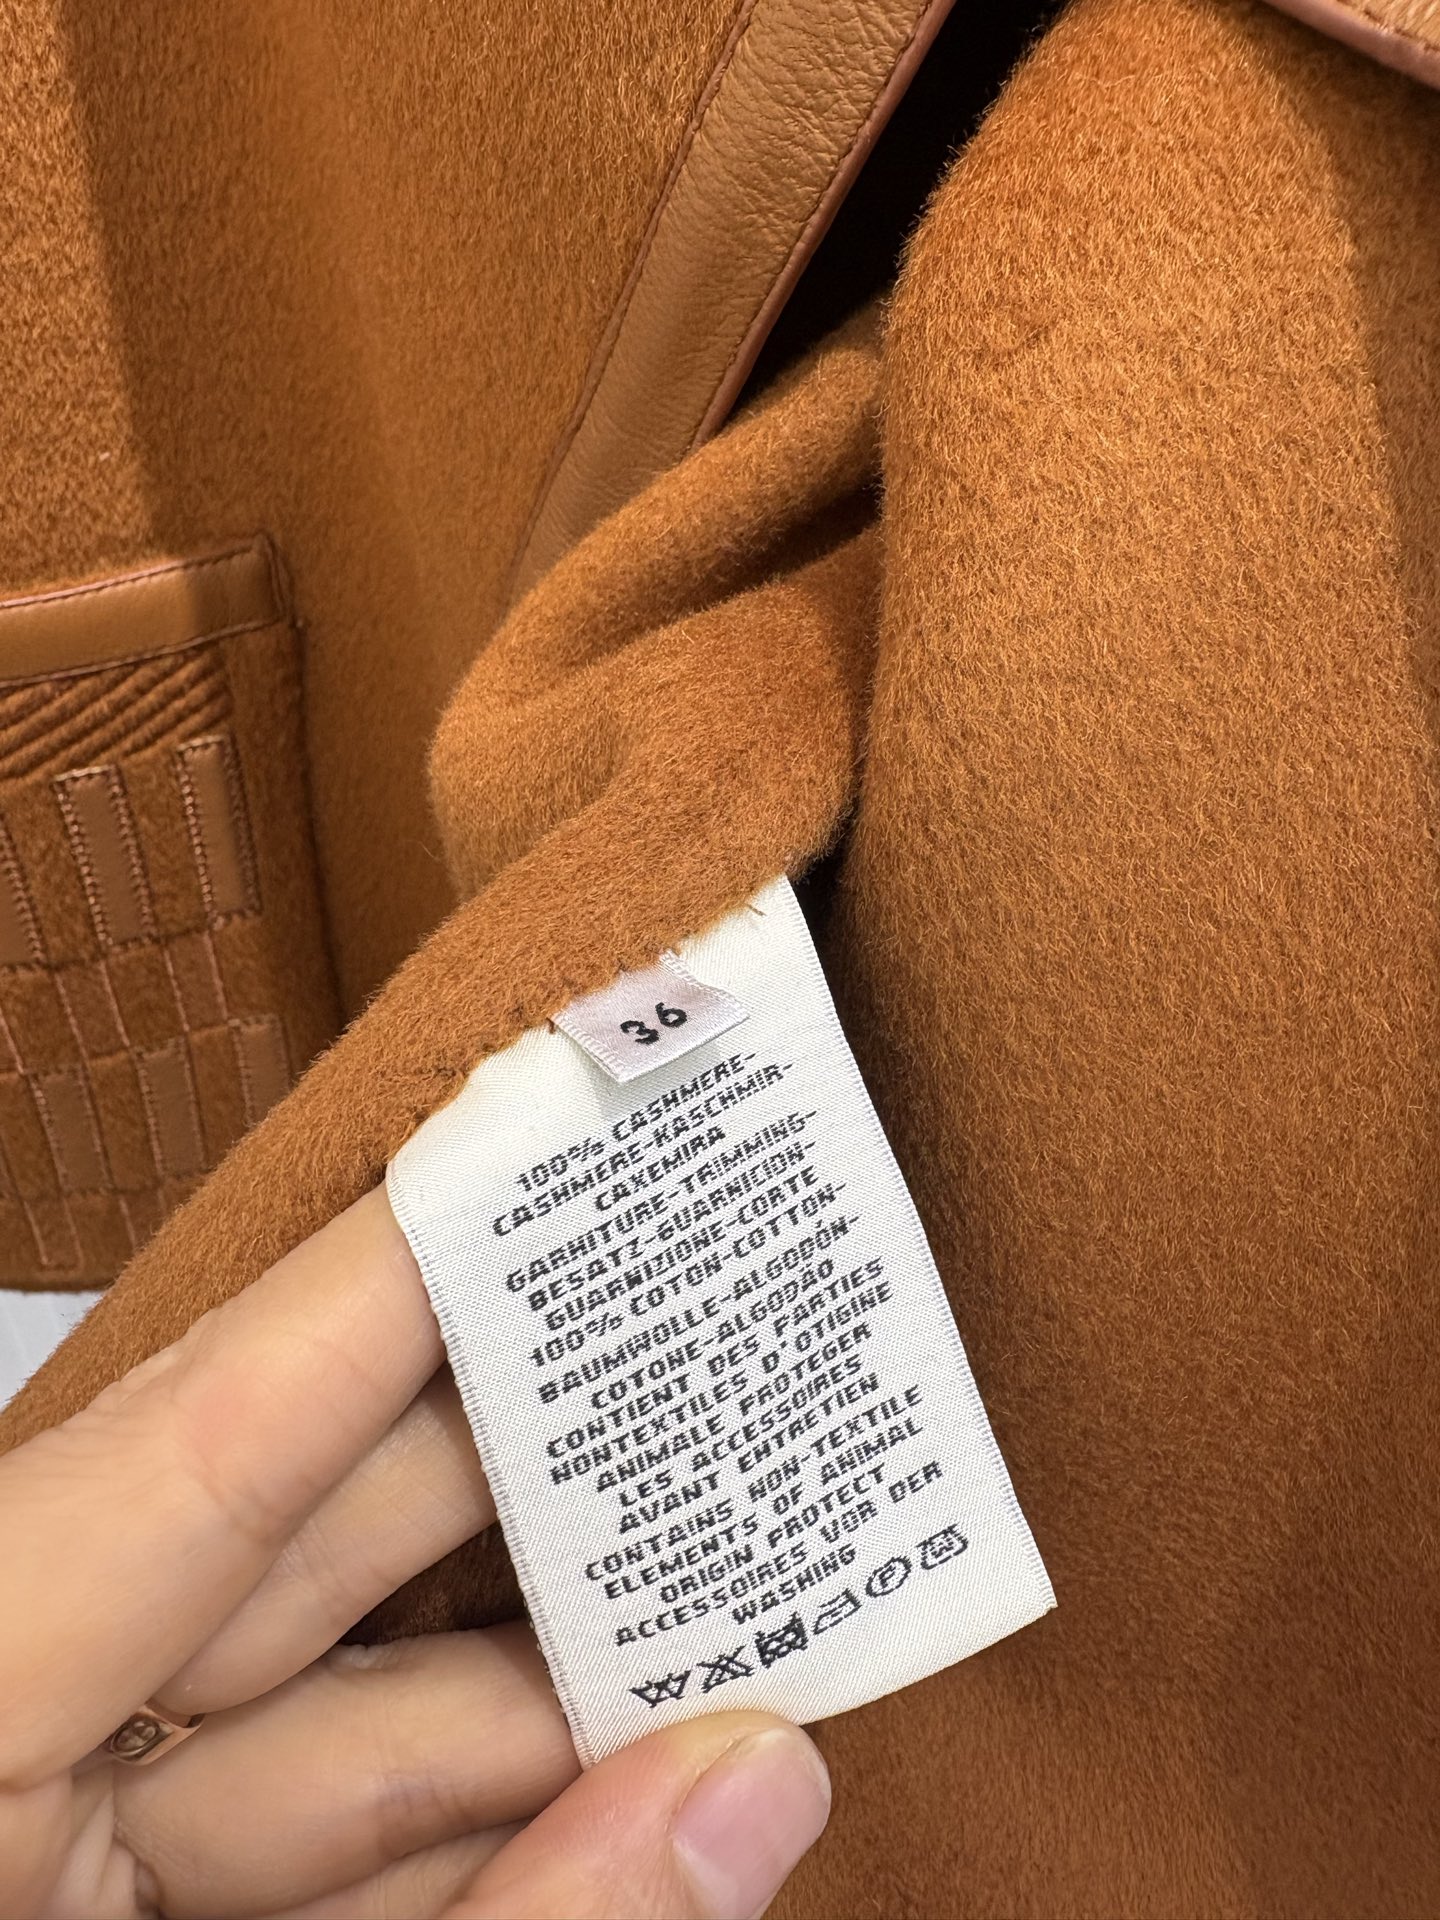 36
100% CASHMERE-
CASHMERE-KASCHMIR-
CAXEMIRA
GARNITURE-TRIMMING-
BESATZ-GUARNICION-
GUARNIZIONE-CORTE
100% COTON-COTTON-
BAUMWOLLE-ALGODÓN-
COTONE-ALGODÃO
CONTIENT DES PARTIES
NONTEXTILES D'OTIGINE
ANIMALE PROTEGER
LES ACCESSOIRES
AVANT ENTRETIEN
CONTAINS NON-TEXTILE
ELEMENTS OF ANIMAL
ORIGIN PROTECT
ACCESSOIRES VOR DER
WASHING
P W